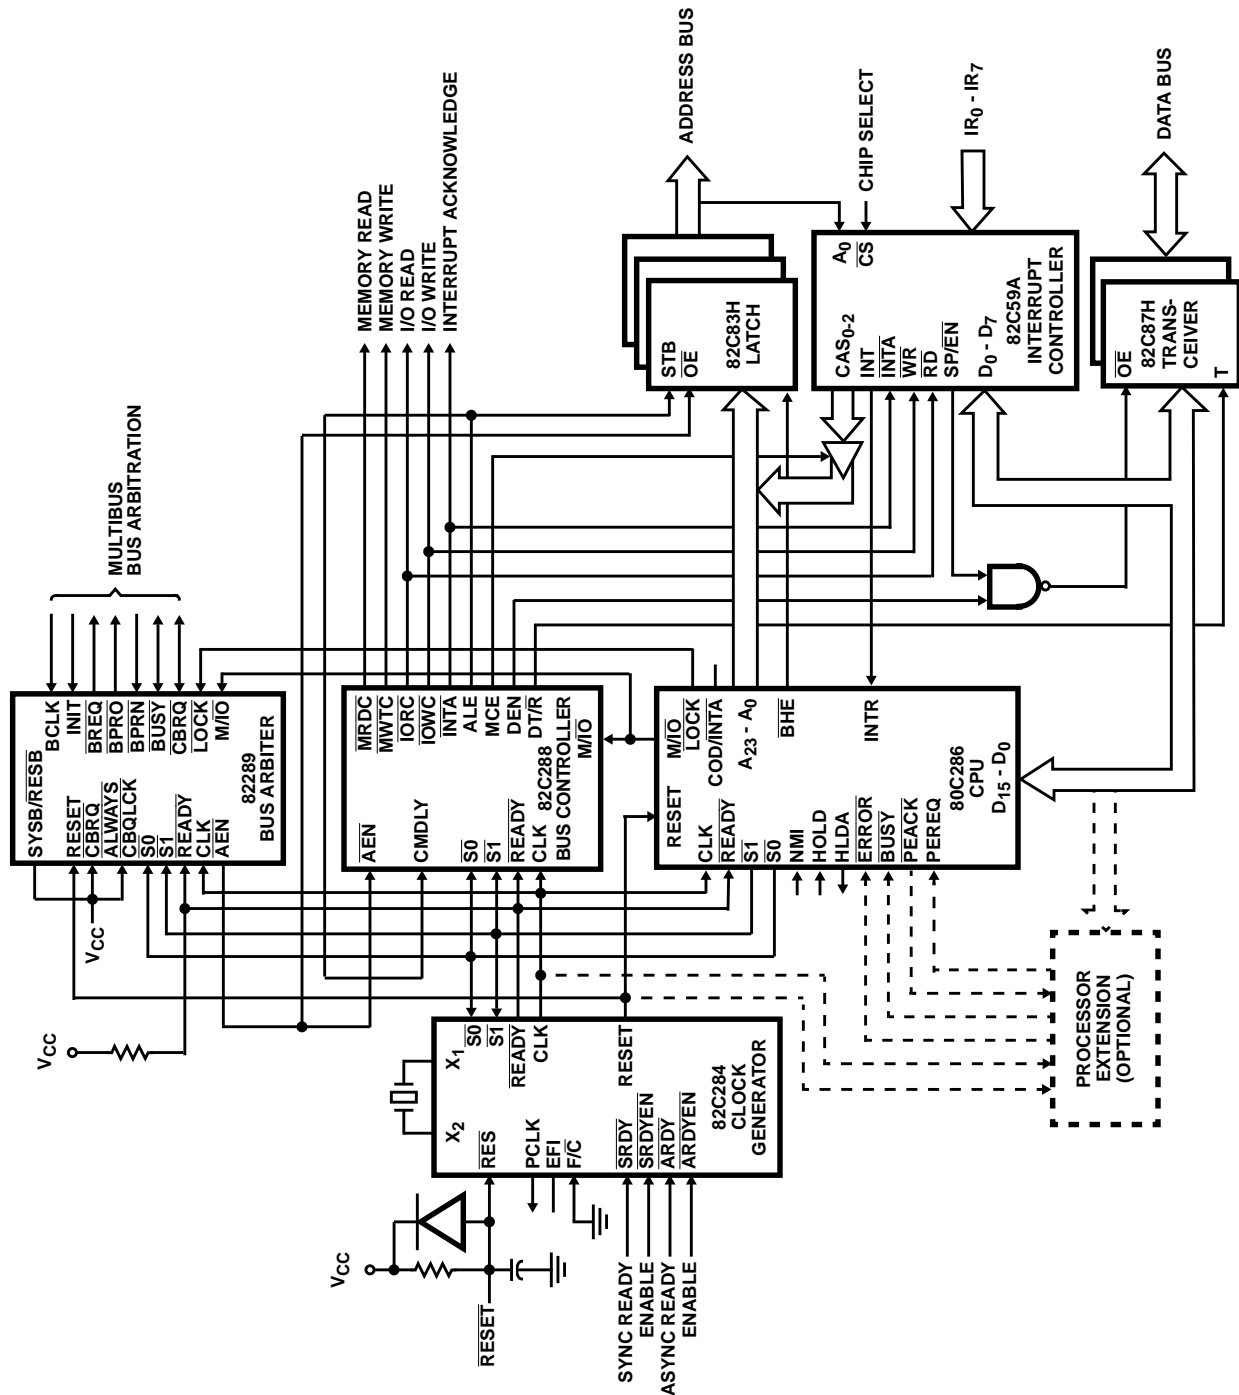 MULTIBUS
BUS ARBITRATION
BCLK
INIT
BREQ
BPRO
BPRN
BUSY
CBRQ
LOCK
M/IO
SYSB/RESB
RESET
CBRQ
ALWAYS
CBQLCK
S0
S1
READY
CLK
AEN
82289
BUS ARBITER
VCC
VCC
MEMORY READ
MEMORY WRITE
I/O READ
I/O WRITE
INTERRUPT ACKNOWLEDGE
MRDC
MWTC
IORC
IOWC
INTA
ALE
MCE
DEN
DT/R
M/IO
AEN
CMDLY
S0
S1
READY
CLK
82C288
BUS CONTROLLER
X2
X1
RES
PCLK
EFI
F/C
SRDY
SRDYEN
ARDY
ARDYEN
S0
S1
READY
CLK
RESET
82C284
CLOCK
GENERATOR
VCC
RESET
SYNC READY
ENABLE
ASYNC READY
ENABLE
M/IO
LOCK
COD/INTA
A23 - A0
BHE
INTR
RESET
CLK
READY
S1
S0
NMI
HOLD
HLDA
ERROR
BUSY
PEACK
PEREQ
80C286
CPU
D15 - D0
PROCESSOR
EXTENSION
(OPTIONAL)
ADDRESS BUS
STB
OE
82C83H
LATCH
CHIP SELECT
IR0 - IR7
A0
CS
CAS0-2
INT
INTA
WR
RD
SP/EN
D0 - D7
82C59A
INTERRUPT
CONTROLLER
DATA BUS
OE
82C87H
TRANS-
CEIVER
T